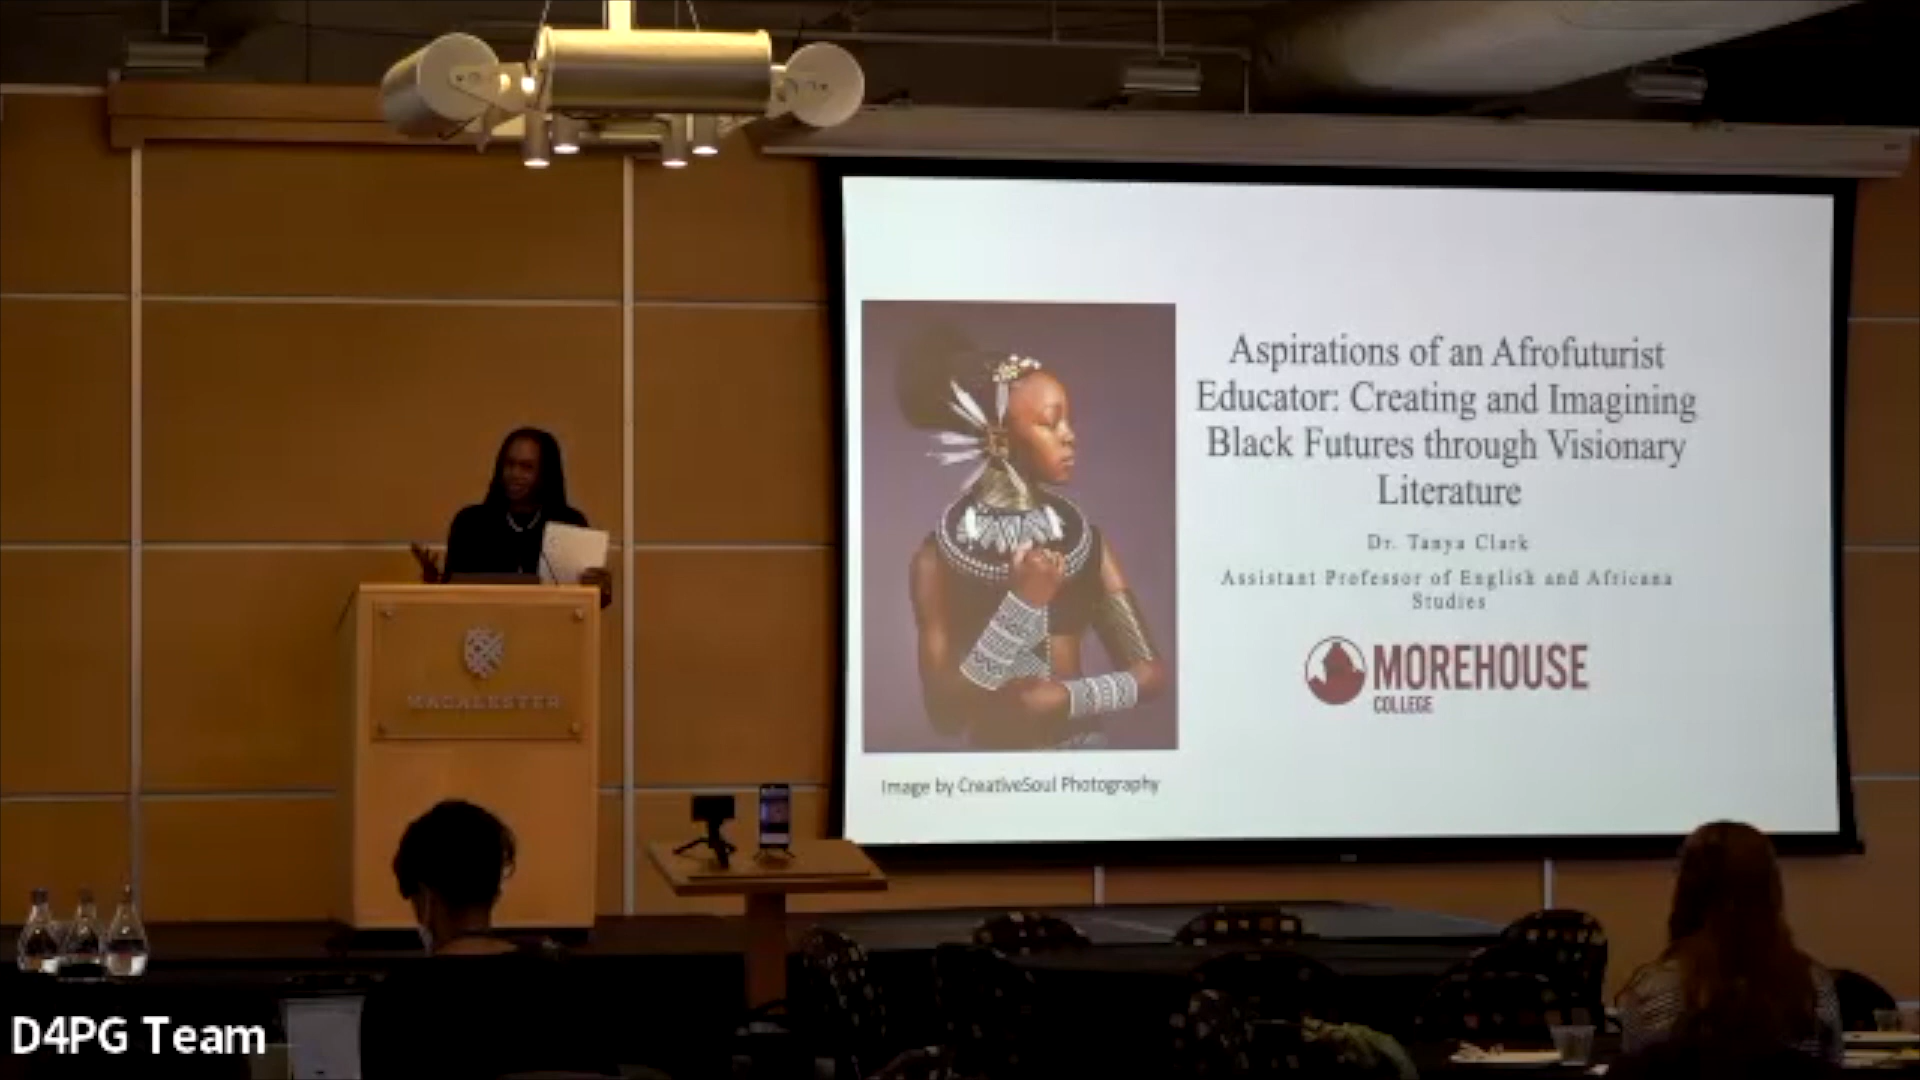 Aspirations of an Afrofuturist
Educator: Creating and Imagining
Black Futures through Visionary
Literature
Dr. Tanya Clark
Assistant Professor of English and Africana
Studies
MOREHOUSE
COLLEGE
Image by CreativeSoul Photography
MACALESTER
D4PG Team